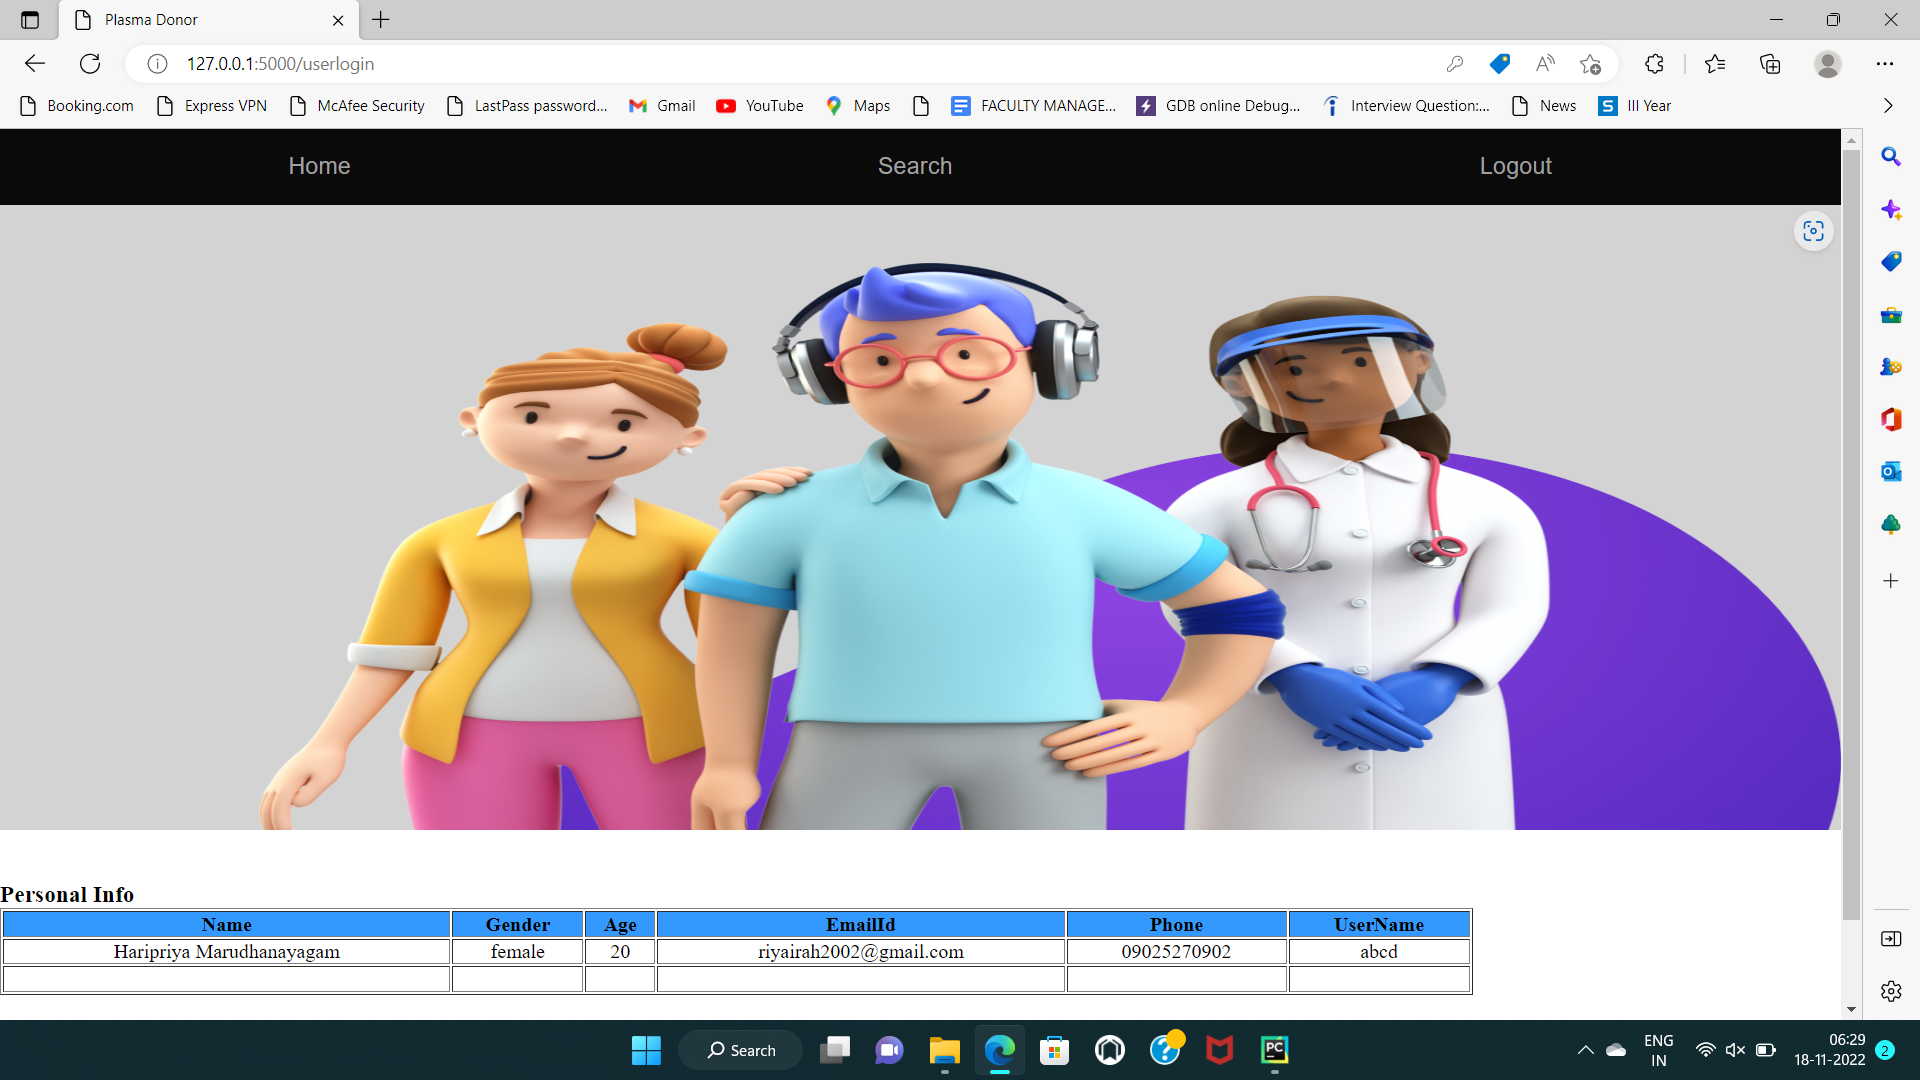 Plasma Donor
127.0.0.1:5000/userlogin
Booking.com Express VPN McAfee Security LastPass password... Gmail YouTube Maps FACULTY MANAGE... GDB online Debug... Interview Question:... News S III Year
Home Search Logout
Personal Info
Name Gender Age EmailId Phone UserName
Haripriya Marudhanayagam female 20 riyairah2002@gmail.com 09025270902 abcd
Search PC ENG IN 06:29
18-11-2022 2